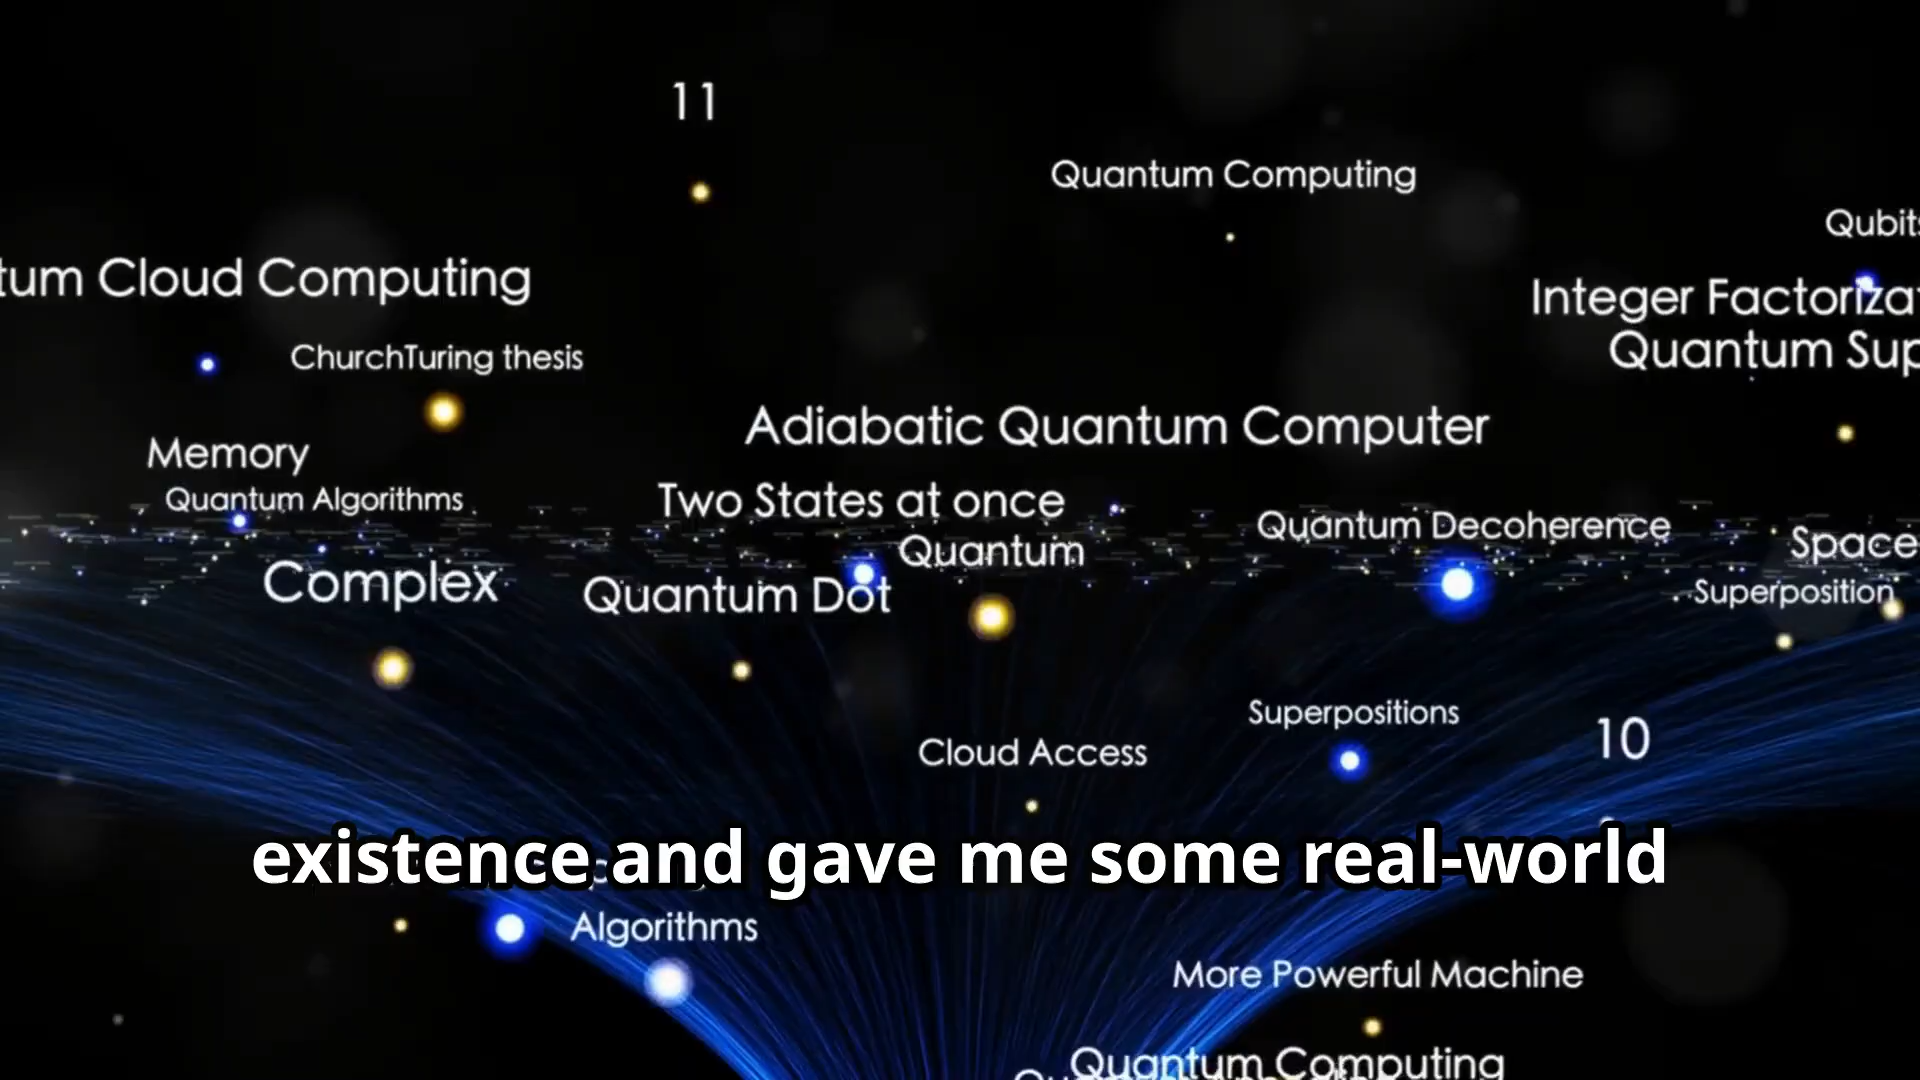 11
Quantum Computing
Qubits
tum Cloud Computing
Integer Factorizat
Quantum Sup
ChurchTuring thesis
Adiabatic Quantum Computer
Memory
Quantum Algorithms
Two States at once
Quantum Decoherence
Space
Quantum
Complex
Quantum Dot
Superposition
Superpositions
10
Cloud Access
existence and gave me some real-world
Algorithms
More Powerful Machine
Quantum Computing